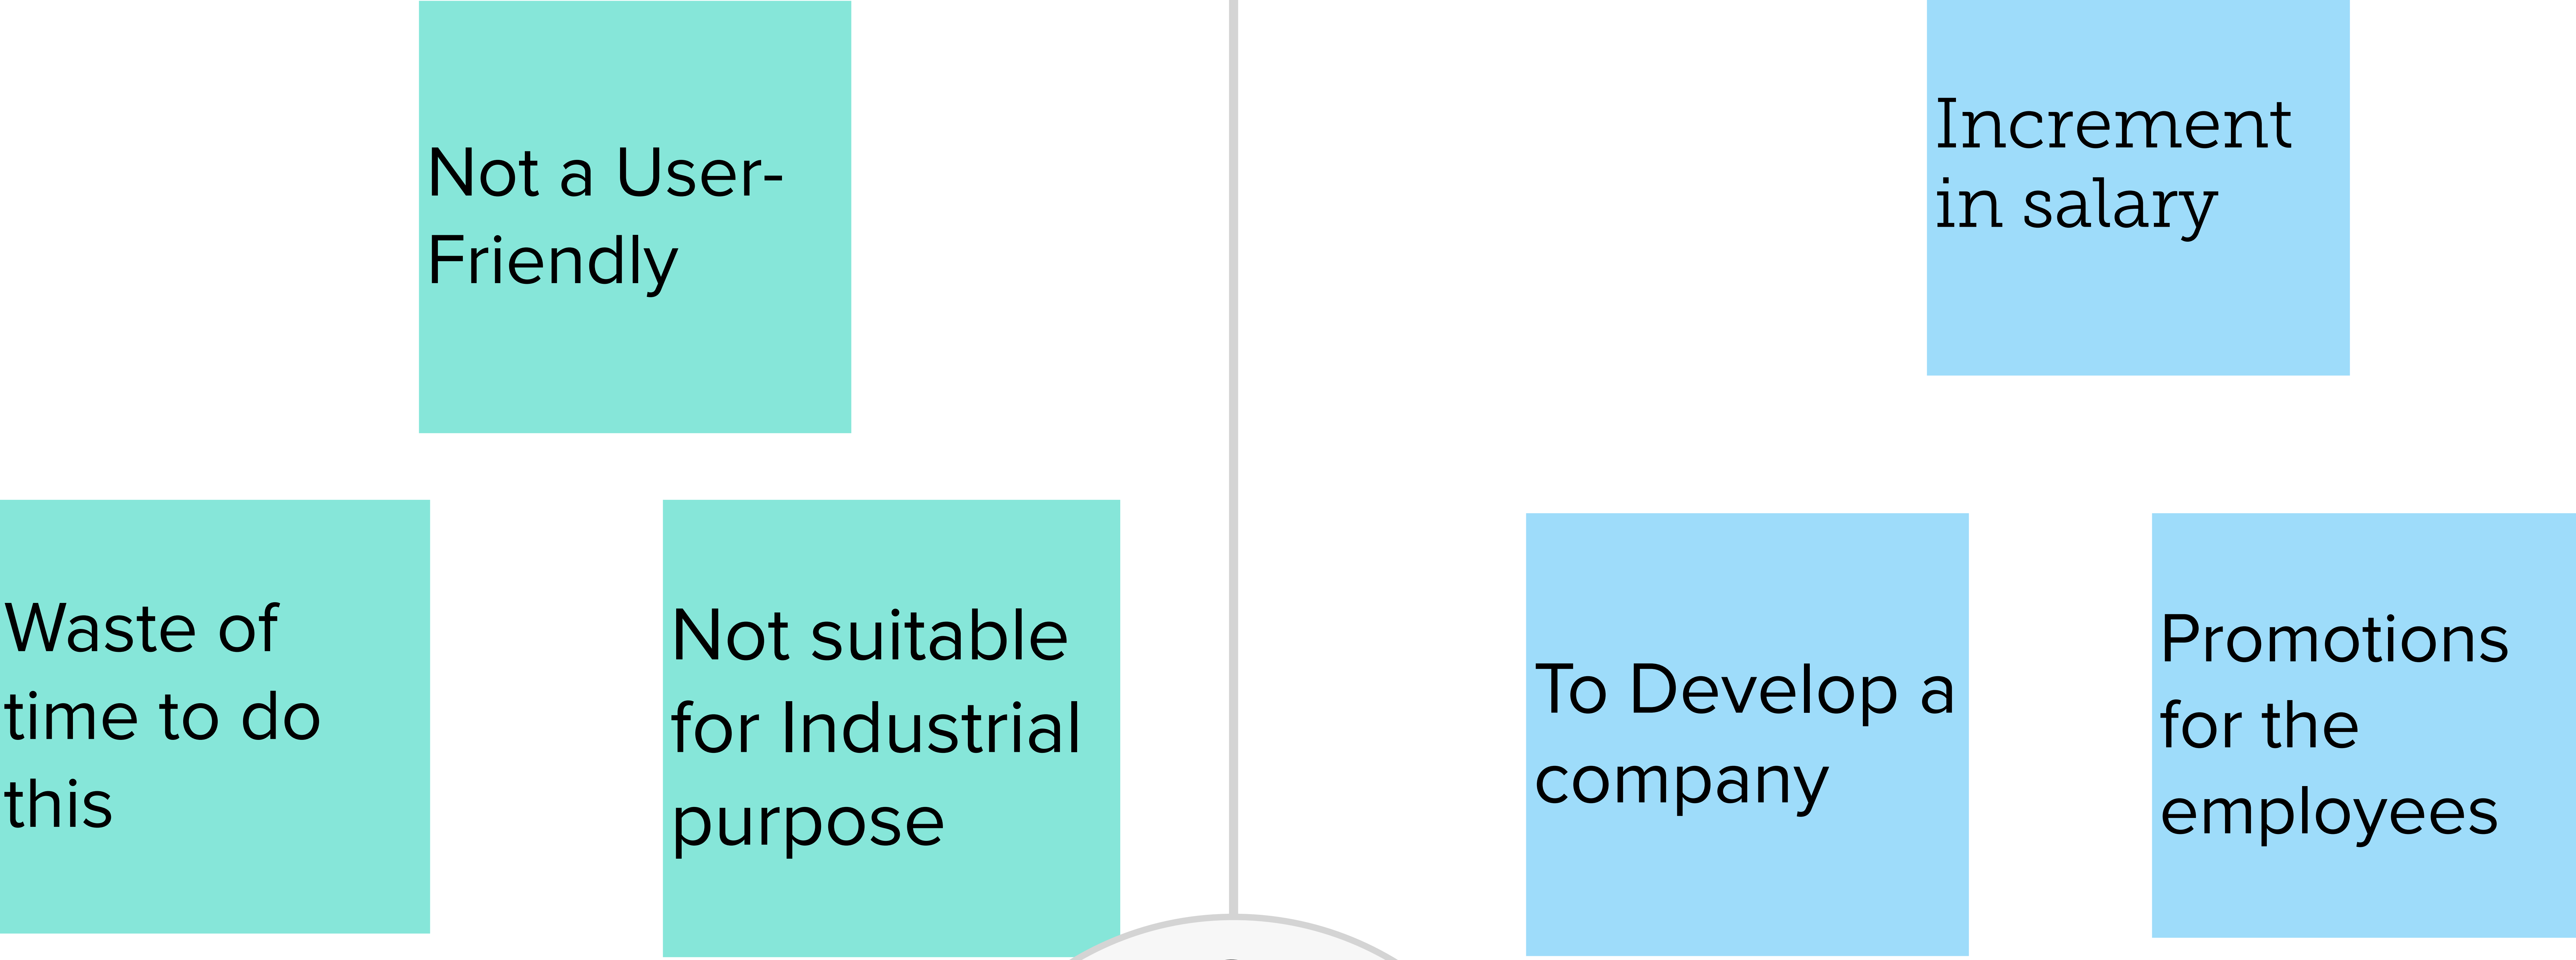 Not a User-
Friendly
Increment
in salary
Waste of
time to do
this
Not suitable
for Industrial
purpose
To Develop a
company
Promotions
for the
employees